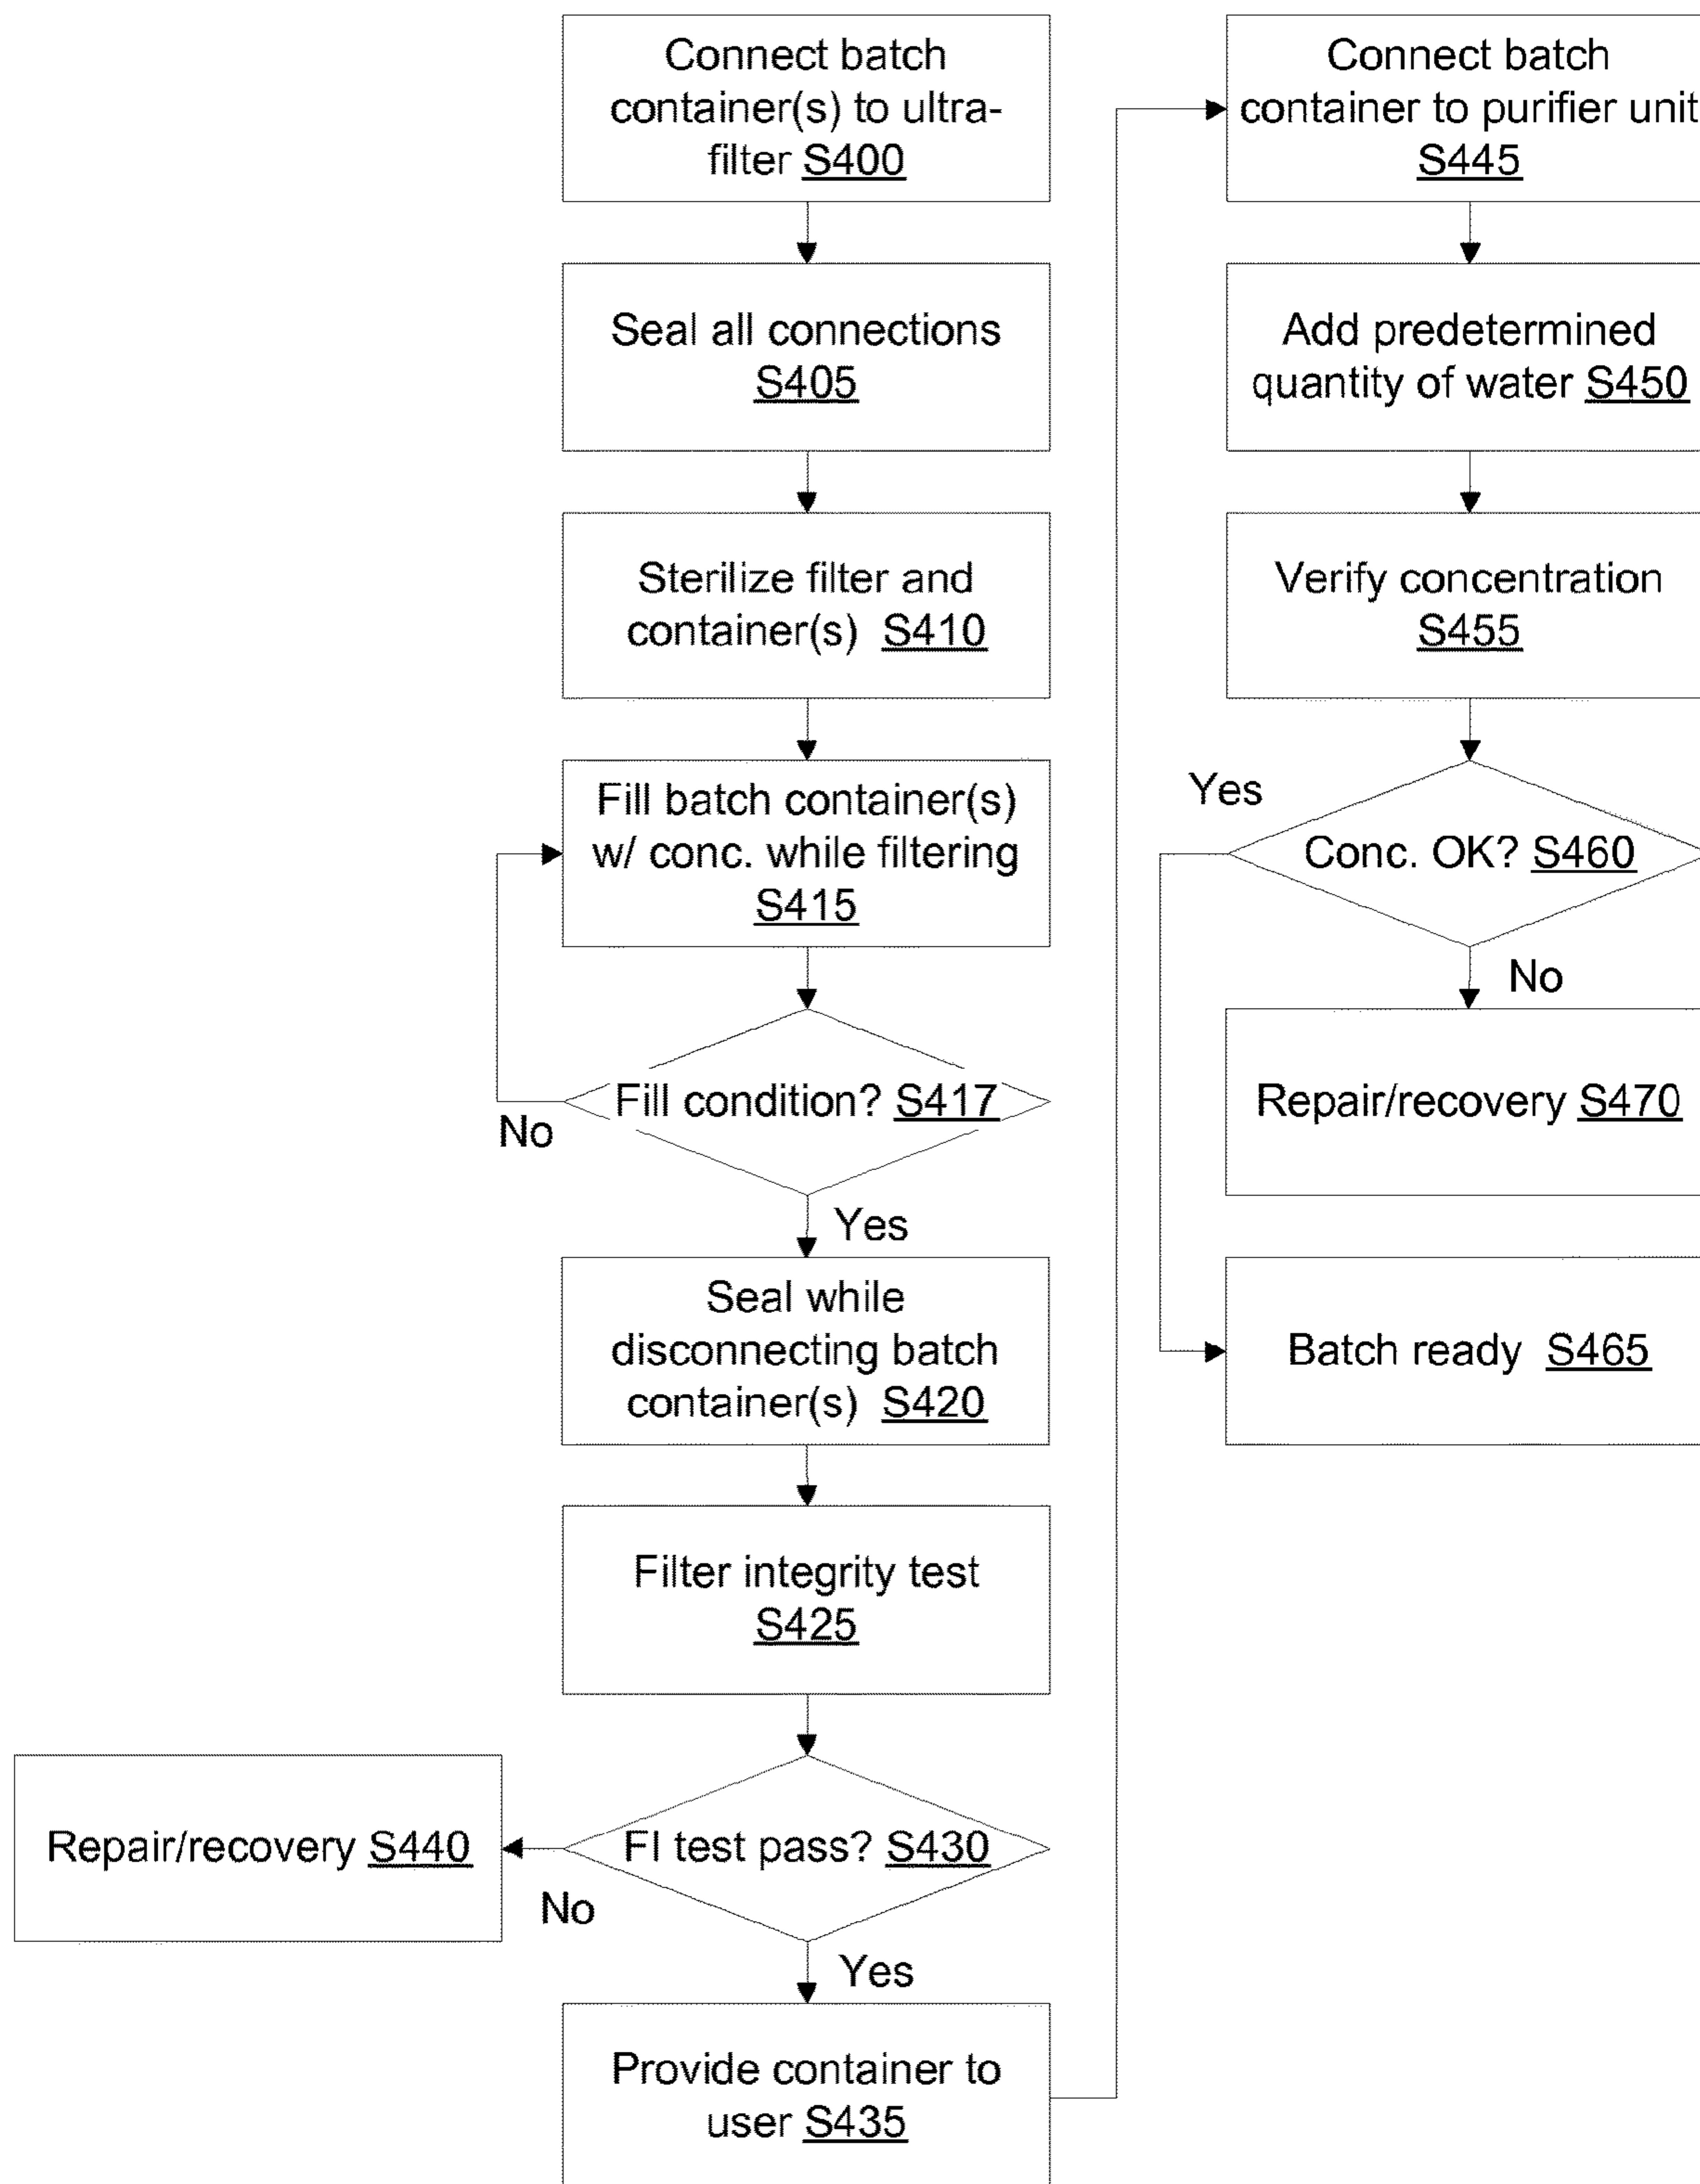 Connect batch
container(s) to ultra-
filter S400
Seal all connections
S405
Sterilize filter and
container(s) S410
Fill batch container(s)
w/ conc. while filtering
S415
Fill condition? S417
No
Yes
Seal while
disconnecting batch
container(s) S420
Filter integrity test
S425
FI test pass? S430
No
Repair/recovery S440
Yes
Provide container to
user S435
Connect batch
container to purifier unit
S445
Add predetermined
quantity of water S450
Verify concentration
S455
Yes
Conc. OK? S460
No
Repair/recovery S470
Batch ready S465